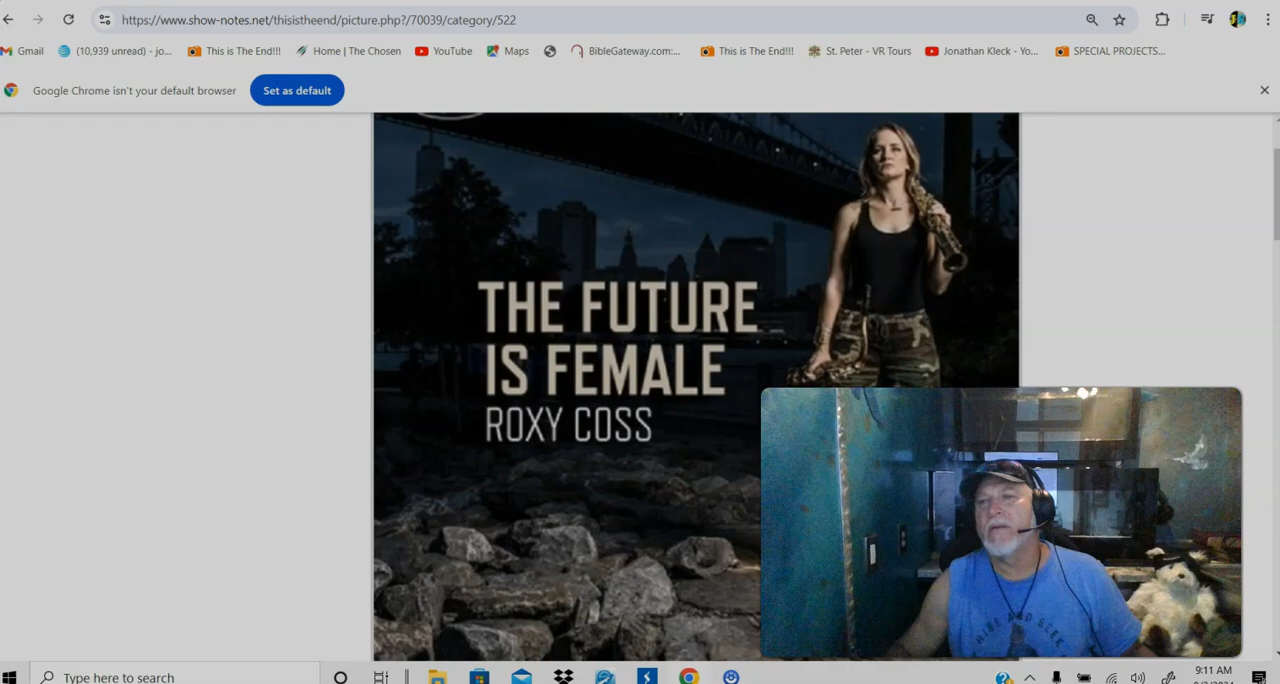 https://www.show-notes.net/thisistheend/picture.php?/70039/category/522
Gmail
(10,939 unread) - jo...
This is The End!!!
Home | The Chosen
YouTube
Maps
BibleGateway.com:...
This is The End!!!
St. Peter - VR Tours
Jonathan Kleck - Yo...
SPECIAL PROJECTS...
Google Chrome isn't your default browser
Set as default
THE FUTURE
IS FEMALE
ROXY COSS
HIDE AND SEEK
Type here to search
9:11 AM